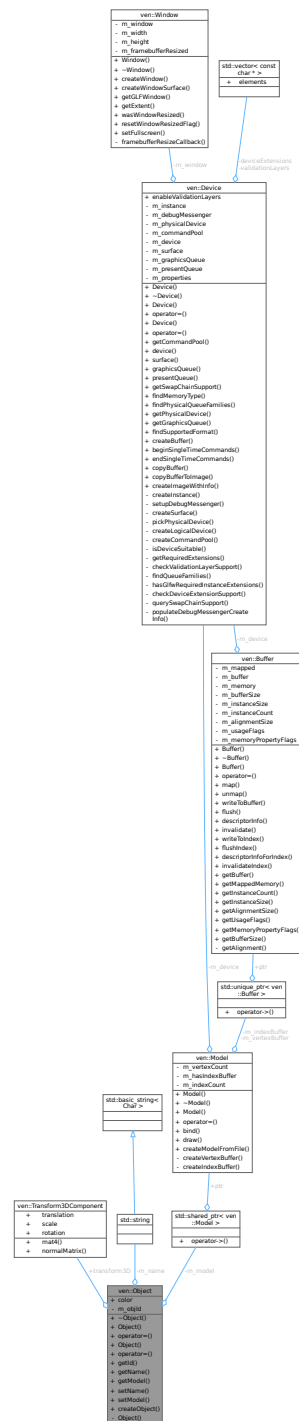 ven::Window
- m_window
- m_width
- m_height
- m_framebufferResized
+ Window()
+ ~Window()
+ createWindow()
+ createWindowSurface()
+ getGLFWindow()
+ getExtent()
+ wasWindowResized()
+ resetWindowResizedFlag()
+ setFullscreen()
- framebufferResizeCallback()
std::vector< const
char * >
+ elements
-m_window
-deviceExtensions
-validationLayers
ven::Device
+ enableValidationLayers
- m_instance
- m_debugMessenger
- m_physicalDevice
- m_commandPool
- m_device
- m_surface
- m_graphicsQueue
- m_presentQueue
- m_properties
+ Device()
+ ~Device()
+ Device()
+ operator=()
+ Device()
+ operator=()
+ getCommandPool()
+ device()
+ surface()
+ graphicsQueue()
+ presentQueue()
+ getSwapChainSupport()
+ findMemoryType()
+ findPhysicalQueueFamilies()
+ getPhysicalDevice()
+ getGraphicsQueue()
+ findSupportedFormat()
+ createBuffer()
+ beginSingleTimeCommands()
+ endSingleTimeCommands()
+ copyBuffer()
+ copyBufferToImage()
+ createImageWithInfo()
- createInstance()
- setupDebugMessenger()
- createSurface()
- pickPhysicalDevice()
- createLogicalDevice()
- createCommandPool()
- isDeviceSuitable()
- getRequiredExtensions()
- checkValidationLayerSupport()
- findQueueFamilies()
- hasGlfwRequiredInstanceExtensions()
- checkDeviceExtensionSupport()
- querySwapChainSupport()
- populateDebugMessengerCreate
Info()
-m_device
ven::Buffer
- m_mapped
- m_buffer
- m_memory
- m_bufferSize
- m_instanceSize
- m_instanceCount
- m_alignmentSize
- m_usageFlags
- m_memoryPropertyFlags
+ Buffer()
+ ~Buffer()
+ Buffer()
+ operator=()
+ map()
+ unmap()
+ writeToBuffer()
+ flush()
+ descriptorInfo()
+ invalidate()
+ writeToIndex()
+ flushIndex()
+ descriptorInfoForIndex()
+ invalidateIndex()
+ getBuffer()
+ getMappedMemory()
+ getInstanceCount()
+ getInstanceSize()
+ getAlignmentSize()
+ getUsageFlags()
+ getMemoryPropertyFlags()
+ getBufferSize()
- getAlignment()
-m_device
+ptr
std::unique_ptr< ven
::Buffer >
+ operator->()
-m_indexBuffer
-m_vertexBuffer
ven::Model
- m_vertexCount
- m_hasIndexBuffer
- m_indexCount
+ Model()
+ ~Model()
+ Model()
+ operator=()
+ bind()
+ draw()
+ createModelFromFile()
- createVertexBuffer()
- createIndexBuffer()
std::basic_string<
Char >
+ptr
ven::Transform3DComponent
+ translation
+ scale
+ rotation
+ mat4()
+ normalMatrix()
std::string
std::shared_ptr< ven
::Model >
+ operator->()
+transform3D
-m_name
-m_model
ven::Object
+ color
- m_objId
+ ~Object()
+ Object()
+ operator=()
+ Object()
+ operator=()
+ getId()
+ getName()
+ getModel()
+ setName()
+ setModel()
+ createObject()
- Object()